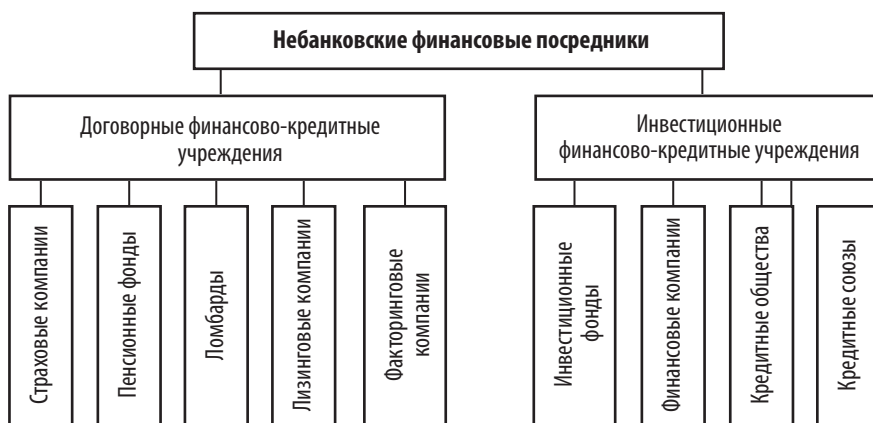 Небанковские финансовые посредники
Договорные финансово-кредитные
учреждения
Инвестиционные
финансово-кредитные учреждения
Страховые компании
Пенсионные фонды
Ломбарды
Лизинговые компании
Факторинговые
компании
Инвестиционные
фонды
Финансовые компании
Кредитные общества
Кредитные союзы